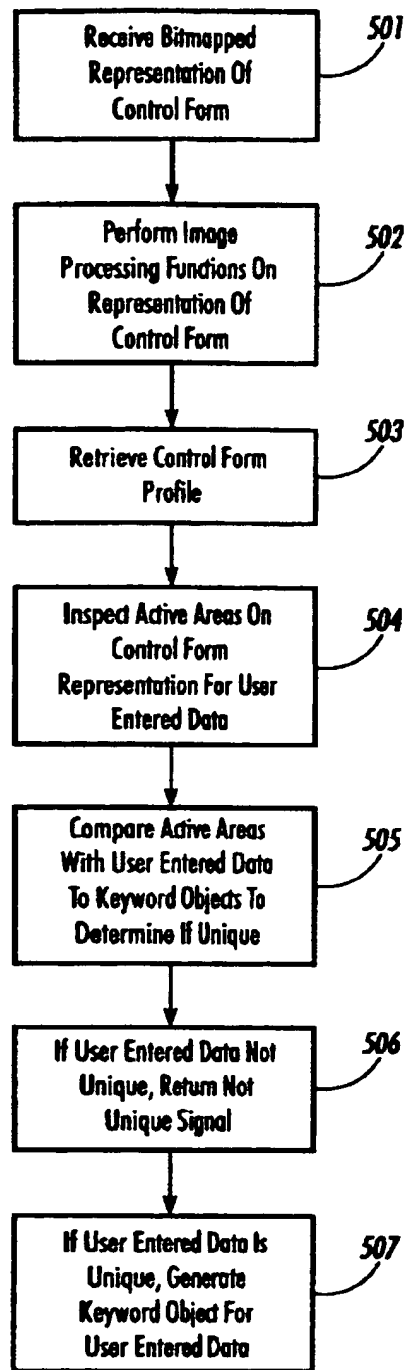 Receive Bitmapped
Representation Of
Control Form
501
Perform Image
Processing Functions On
Representation Of
Control Form
502
Retrieve Control Form
Profile
503
Inspect Active Areas On
Control Form
Representation For User
Entered Data
504
Compare Active Areas
With User Entered Data
To Keyword Objects To
Determine If Unique
505
If User Entered Data Not
Unique, Return Not
Unique Signal
506
If User Entered Data Is
Unique, Generate
Keyword Object For
User Entered Data
507